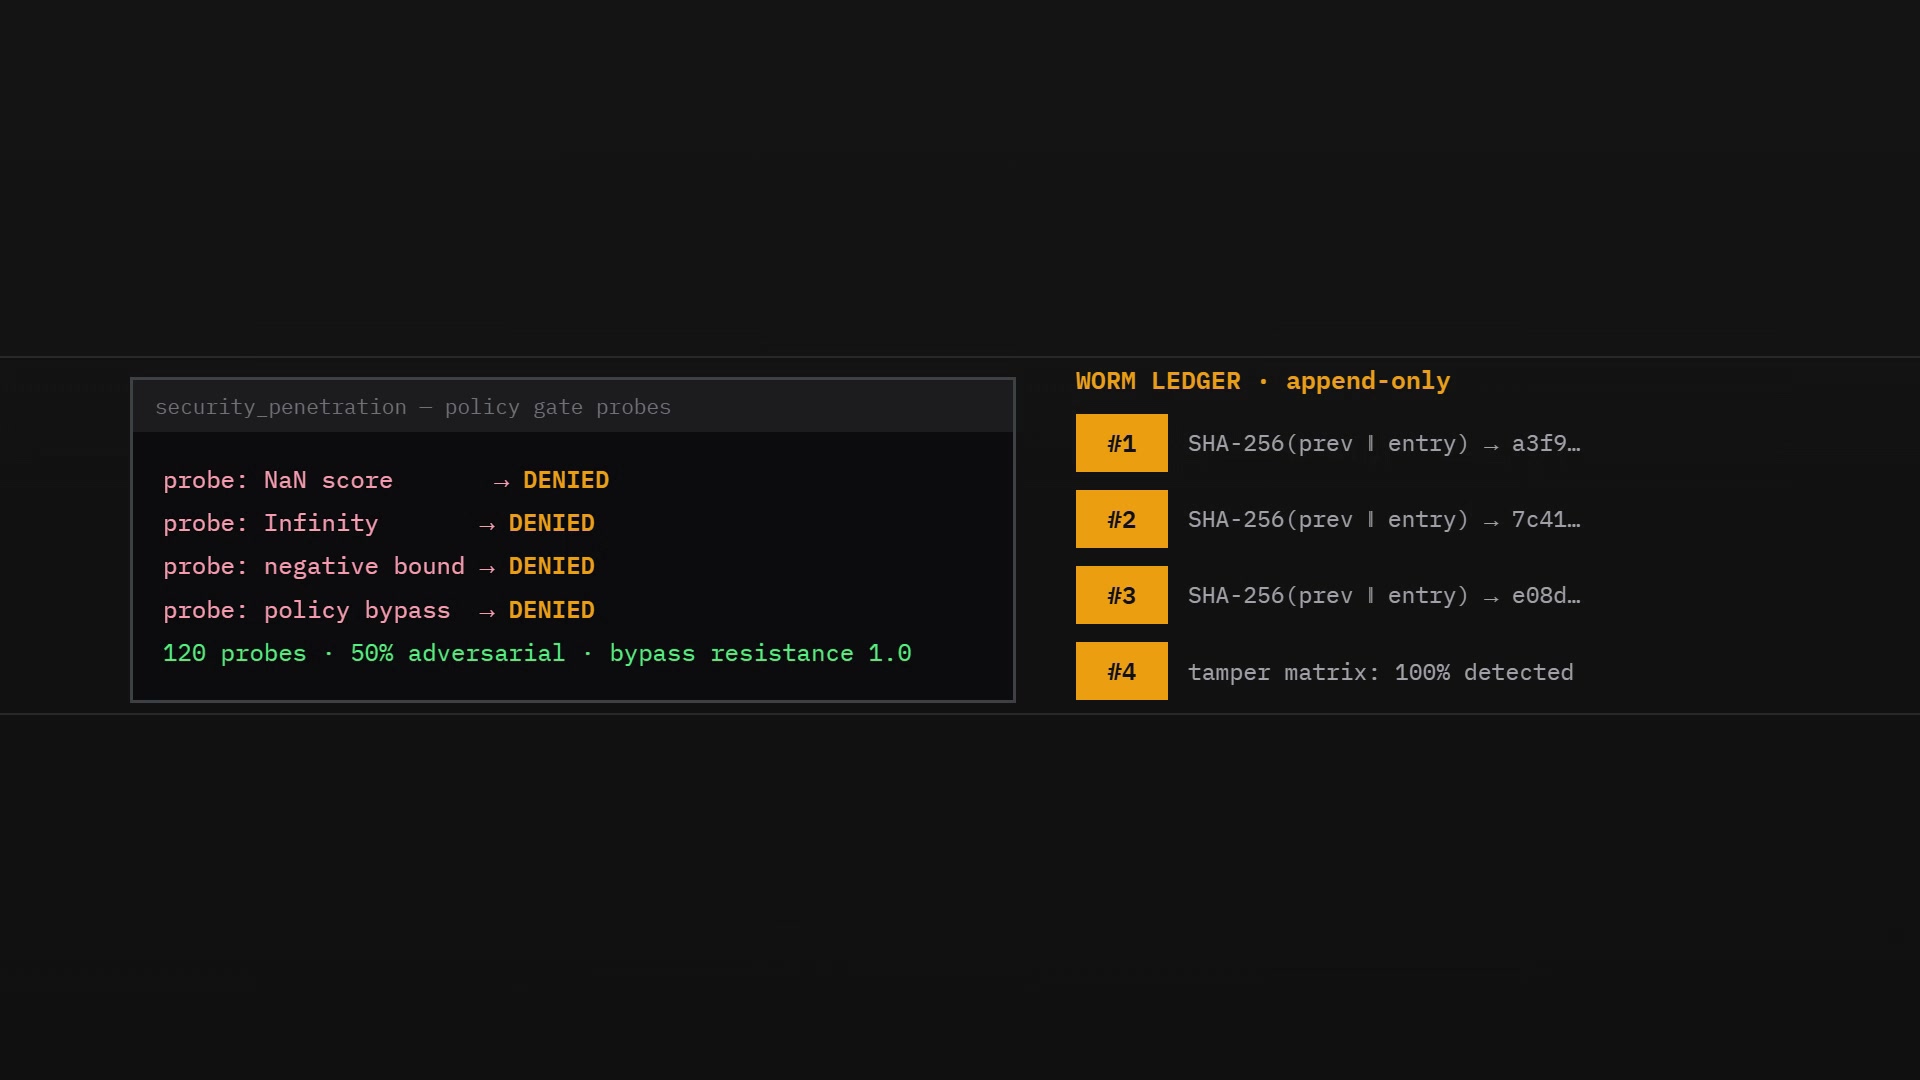 security_penetration — policy gate probes
probe: NaN score → DENIED
probe: Infinity → DENIED
probe: negative bound → DENIED
probe: policy bypass → DENIED
120 probes · 50% adversarial · bypass resistance 1.0
WORM LEDGER · append-only
#1 SHA-256(prev ‖ entry) → a3f9…
#2 SHA-256(prev ‖ entry) → 7c41…
#3 SHA-256(prev ‖ entry) → e08d…
#4 tamper matrix: 100% detected